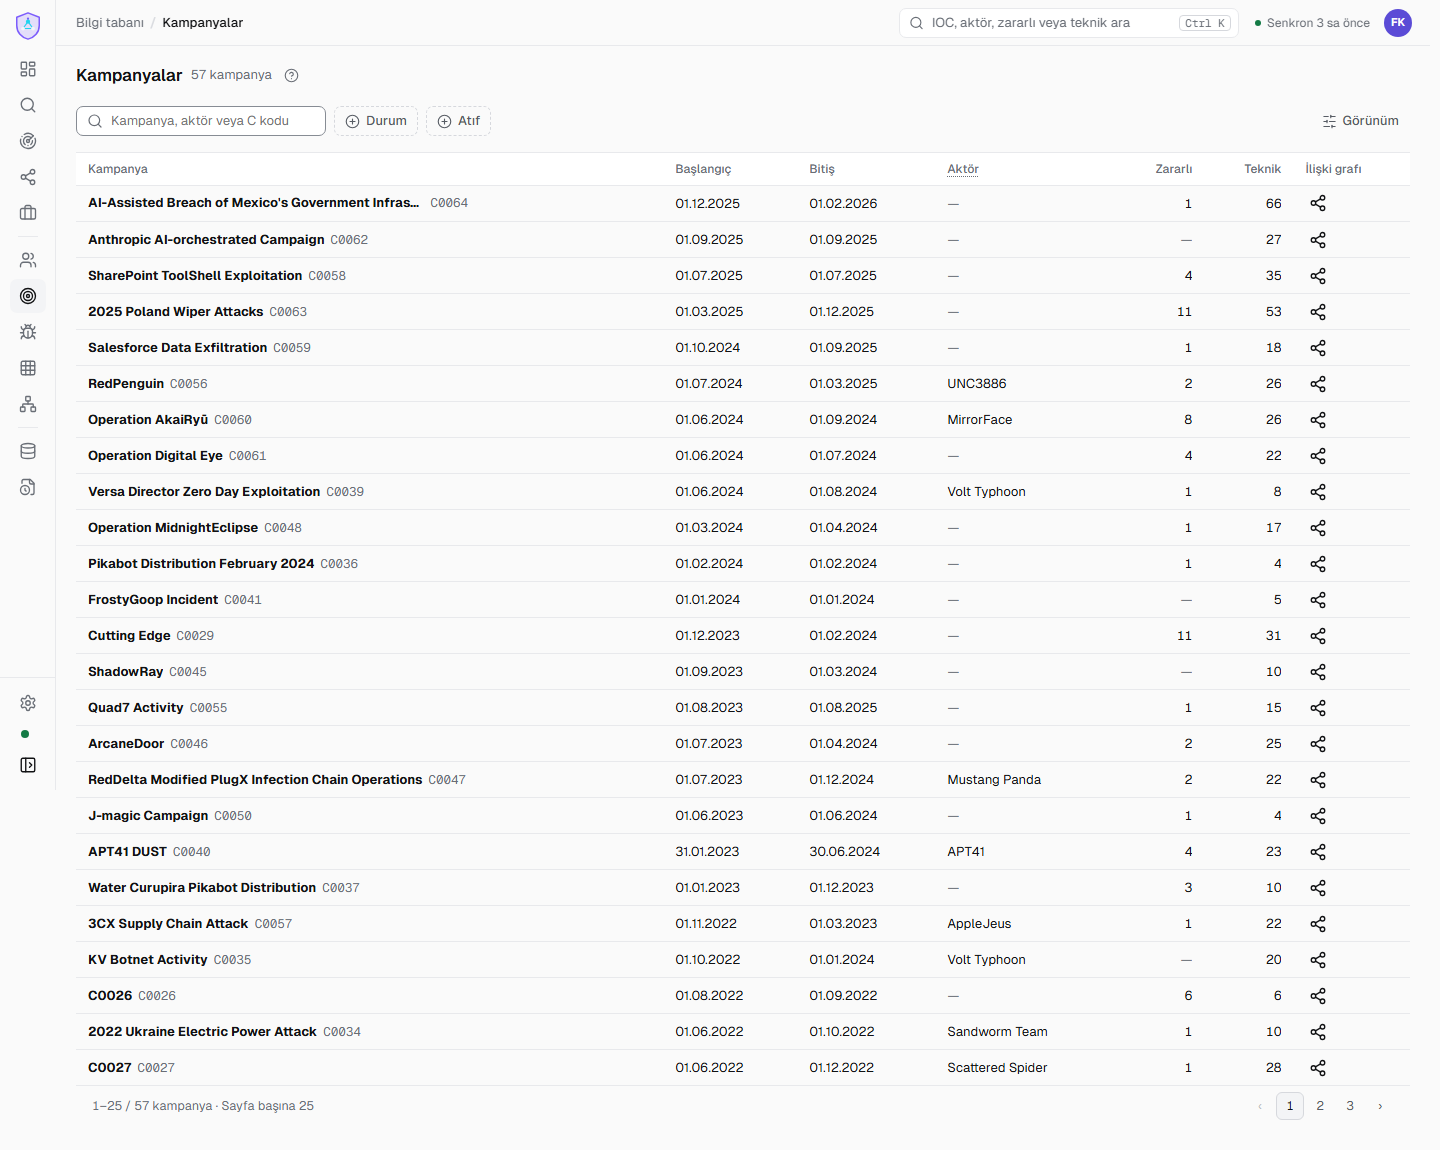 Bilgi tabanı / Kampanyalar
IOC, aktör, zararlı veya teknik ara Ctrl K
Senkron 3 sa önce
FK
Kampanyalar 57 kampanya
Kampanya, aktör veya C kodu
Durum
Atıf
Görünüm
Kampanya Başlangıç Bitiş Aktör Zararlı Teknik İlişki grafı
AI-Assisted Breach of Mexico's Government Infras... C0064 01.12.2025 01.02.2026 — 1 66
Anthropic AI-orchestrated Campaign C0062 01.09.2025 01.09.2025 — — 27
SharePoint ToolShell Exploitation C0058 01.07.2025 01.07.2025 — 4 35
2025 Poland Wiper Attacks C0063 01.03.2025 01.12.2025 — 11 53
Salesforce Data Exfiltration C0059 01.10.2024 01.09.2025 — 1 18
RedPenguin C0056 01.07.2024 01.03.2025 UNC3886 2 26
Operation AkaiRyū C0060 01.06.2024 01.09.2024 MirrorFace 8 26
Operation Digital Eye C0061 01.06.2024 01.07.2024 — 4 22
Versa Director Zero Day Exploitation C0039 01.06.2024 01.08.2024 Volt Typhoon 1 8
Operation MidnightEclipse C0048 01.03.2024 01.04.2024 — 1 17
Pikabot Distribution February 2024 C0036 01.02.2024 01.02.2024 — 1 4
FrostyGoop Incident C0041 01.01.2024 01.01.2024 — — 5
Cutting Edge C0029 01.12.2023 01.02.2024 — 11 31
ShadowRay C0045 01.09.2023 01.03.2024 — — 10
Quad7 Activity C0055 01.08.2023 01.08.2025 — 1 15
ArcaneDoor C0046 01.07.2023 01.04.2024 — 2 25
RedDelta Modified PlugX Infection Chain Operations C0047 01.07.2023 01.12.2024 Mustang Panda 2 22
J-magic Campaign C0050 01.06.2023 01.06.2024 — 1 4
APT41 DUST C0040 31.01.2023 30.06.2024 APT41 4 23
Water Curupira Pikabot Distribution C0037 01.01.2023 01.12.2023 — 3 10
3CX Supply Chain Attack C0057 01.11.2022 01.03.2023 AppleJeus 1 22
KV Botnet Activity C0035 01.10.2022 01.01.2024 Volt Typhoon — 20
C0026 C0026 01.08.2022 01.09.2022 — 6 6
2022 Ukraine Electric Power Attack C0034 01.06.2022 01.10.2022 Sandworm Team 1 10
C0027 C0027 01.06.2022 01.12.2022 Scattered Spider 1 28
1–25 / 57 kampanya · Sayfa başına 25
‹ 1 2 3 ›